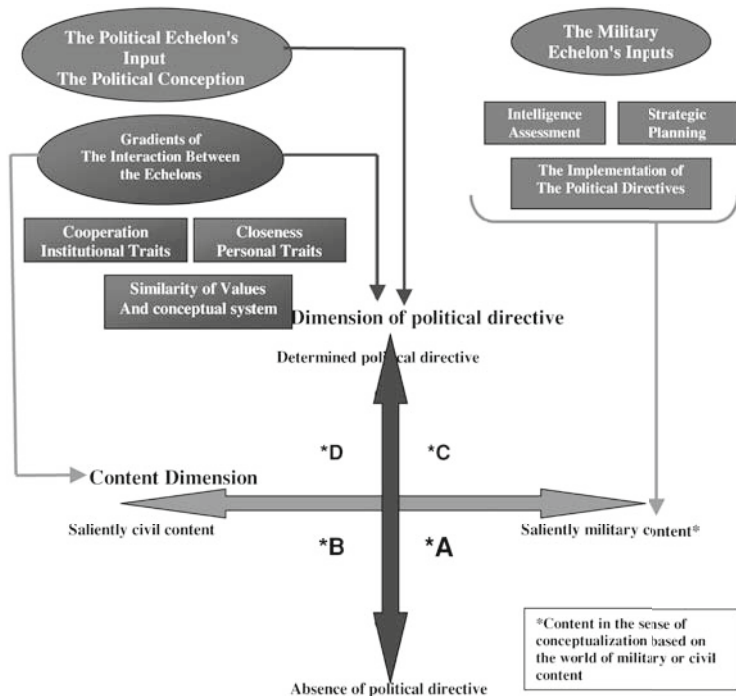 The Political Echelon's
Input
The Political Conception
The Military
Echelon's Inputs
Gradients of
The Interaction Between
the Echelons
Intelligence
Assessment
Strategic
Planning
The Implementation of
The Political Directives
Cooperation
Institutional Traits
Closeness
Personal Traits
Similarity of Values
And conceptual system
Dimension of political directive
Determined political directive
*D
*C
Content Dimension
Saliently civil content
Saliently military content*
*B
*A
*Content in the sense of
conceptualization based on
the world of military or civil
content
Absence of political directive